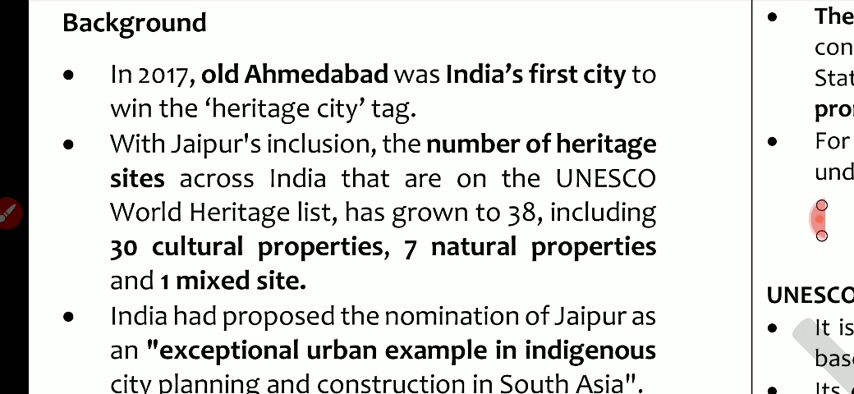 Background
• In 2017, old Ahmedabad was India’s first city to
win the ‘heritage city’ tag.
• With Jaipur's inclusion, the number of heritage
sites across India that are on the UNESCO
World Heritage list, has grown to 38, including
30 cultural properties, 7 natural properties
and 1 mixed site.
• India had proposed the nomination of Jaipur as
an "exceptional urban example in indigenous
city planning and construction in South Asia".
• The
con
Stat
pro
• For
und
UNESCO
• It is
bas
• Its